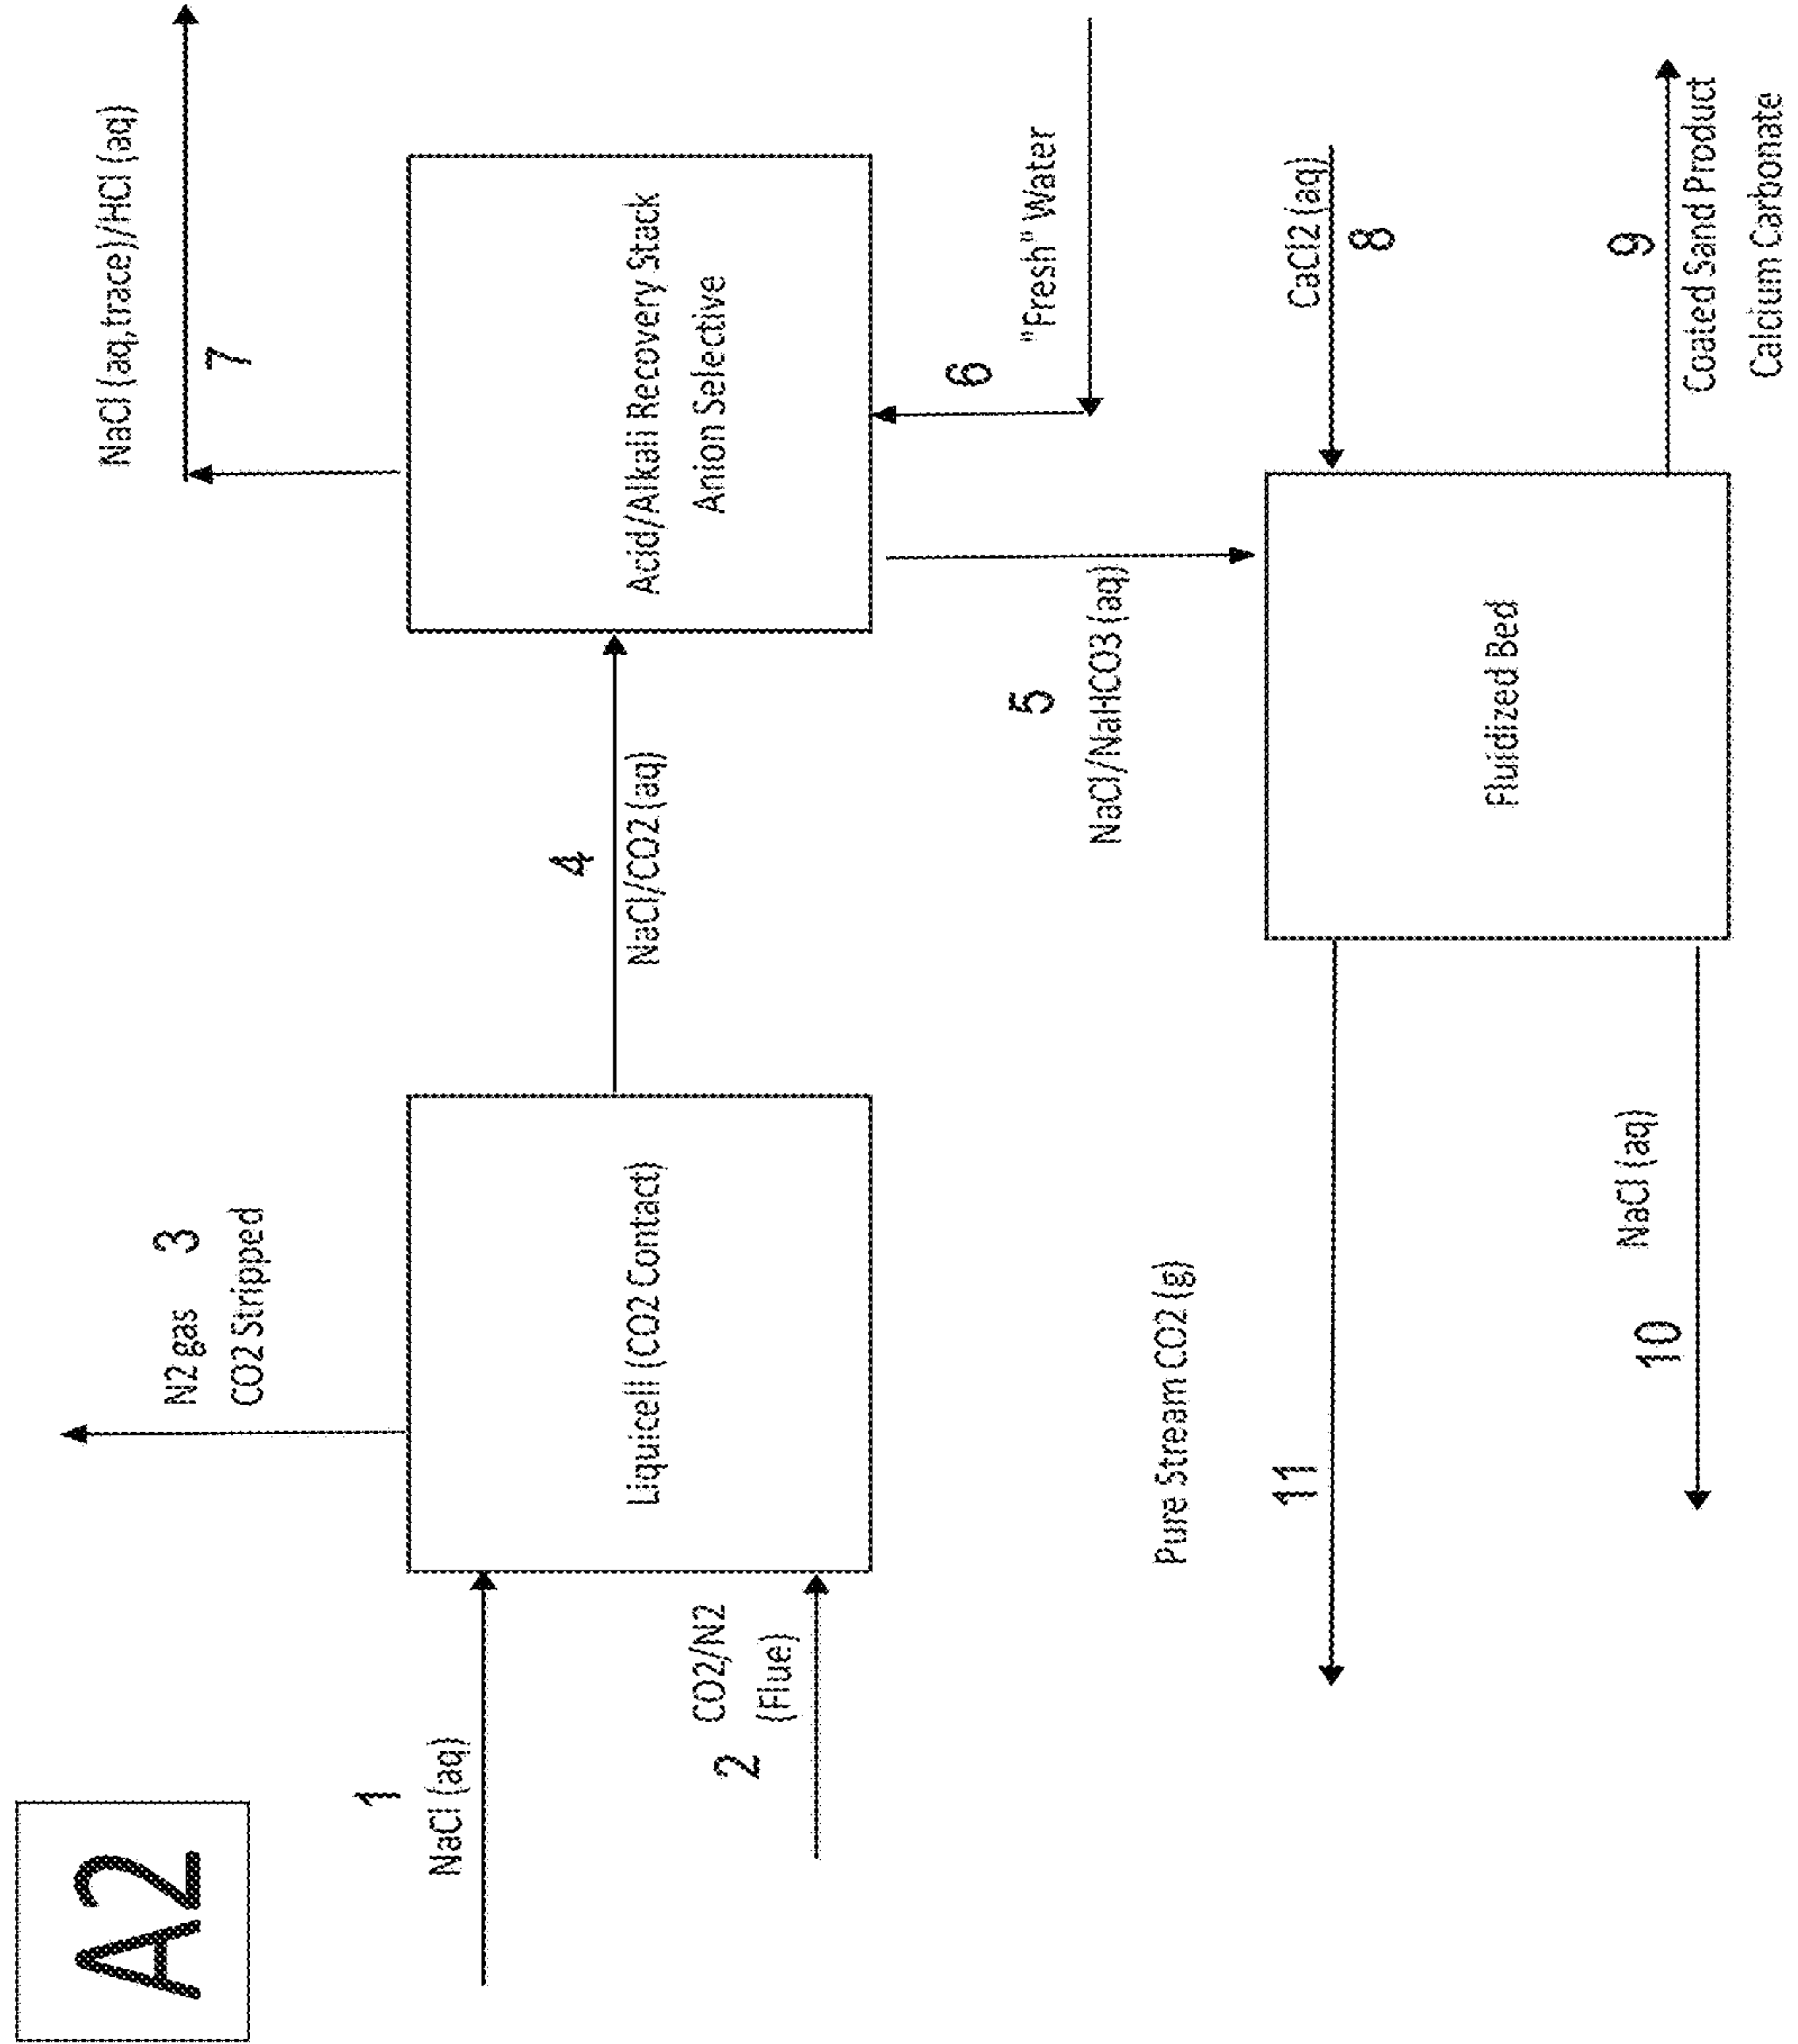 A2
1
NaCl (aq)
2
CO2/N2
(Flue)
N2 gas
3
CO2 Stripped
Liquicell (CO2 Contact)
4
NaCl/CO2 (aq)
NaCl (aq,trace)/HCl (aq)
7
Acid/Alkali Recovery Stack
Anion Selective
6
"Fresh" Water
5
NaCl/NaHCO3 (aq)
CaCl2 (aq)
8
Fluidized Bed
9
Coated Sand Product
Calcium Carbonate
Pure Stream CO2 (g)
11
NaCl (aq)
10